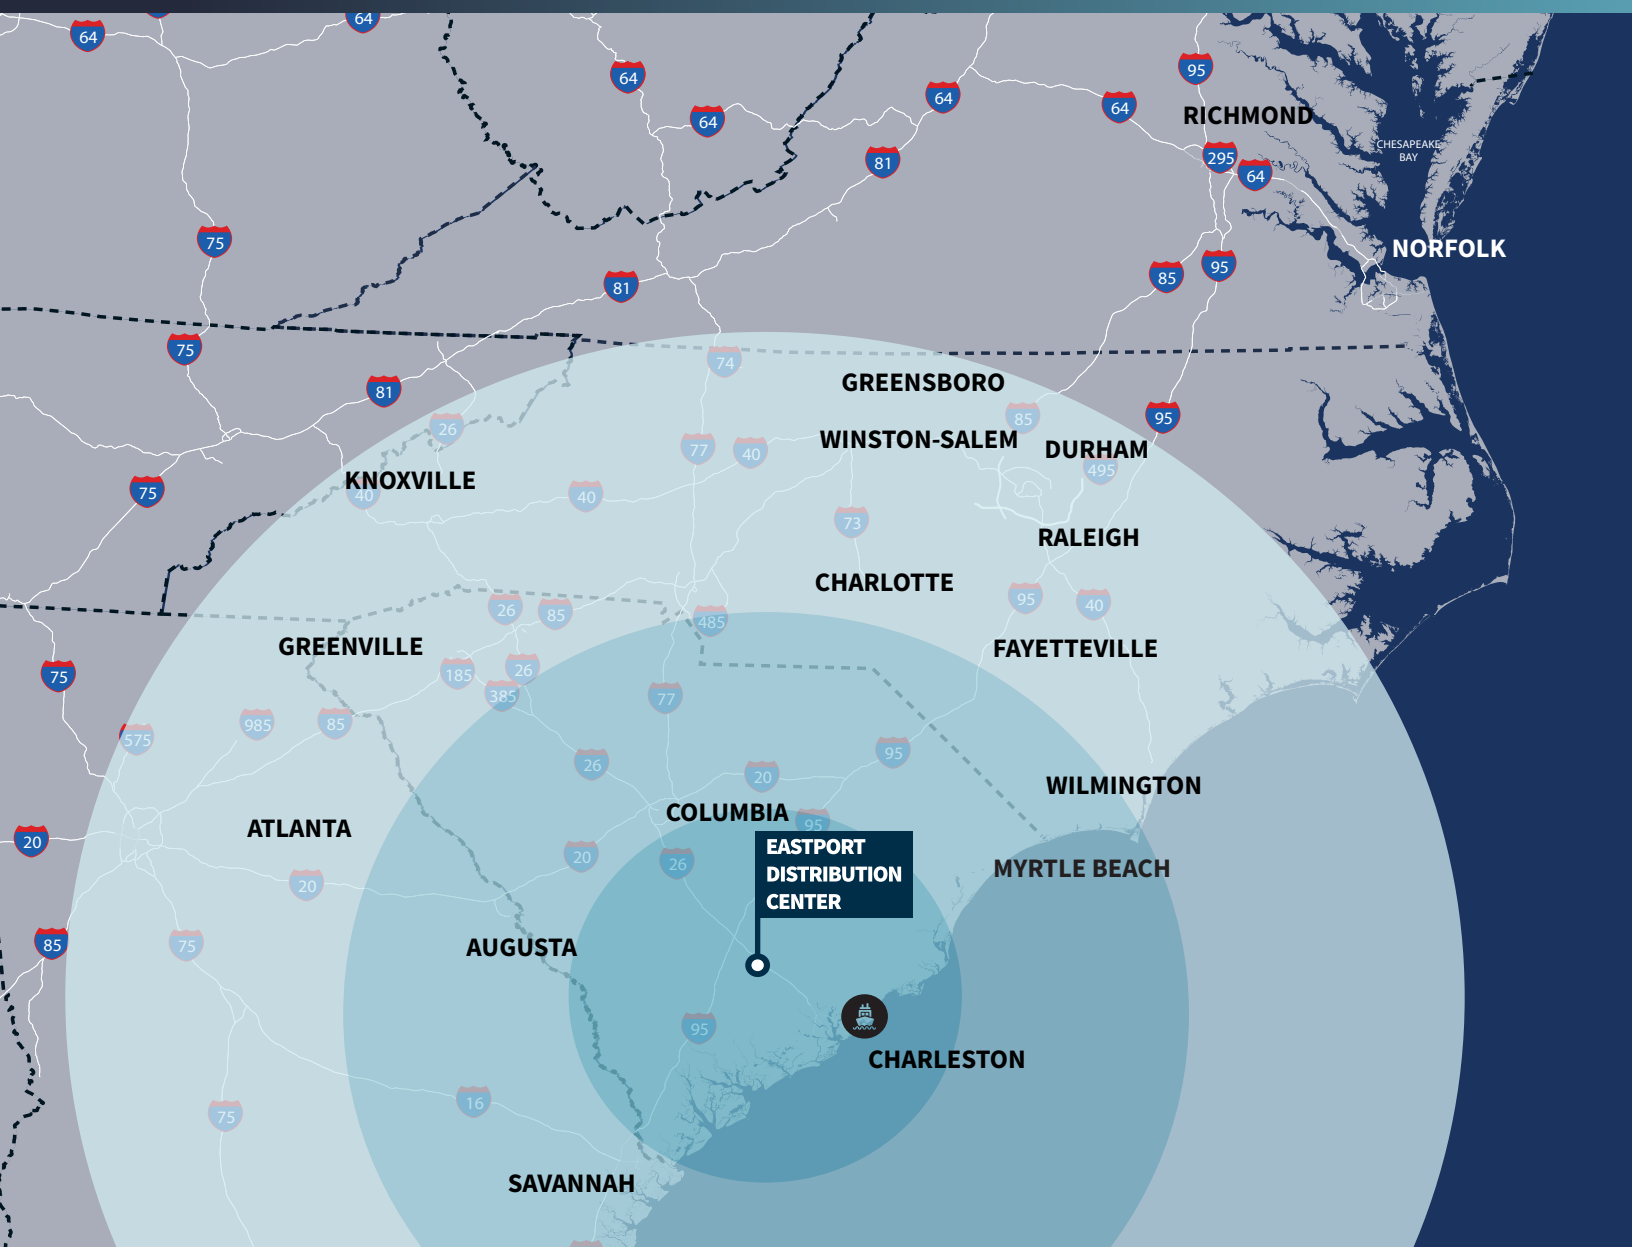 64
64
64
95
64
64
64
RICHMOND
CHESAPEAKE
BAY
81
295
64
75
NORFOLK
95
85
81
75
74
GREENSBORO
81
85
95
26
WINSTON-SALEM
DURHAM
77
40
495
KNOXVILLE
75
40
40
73
RALEIGH
CHARLOTTE
95
40
26
85
485
GREENVILLE
FAYETTEVILLE
75
185
26
385
77
985
85
575
95
26
20
WILMINGTON
COLUMBIA
95
ATLANTA
20
EASTPORT
DISTRIBUTION
CENTER
20
26
MYRTLE BEACH
20
85
75
AUGUSTA
95
CHARLESTON
16
75
SAVANNAH